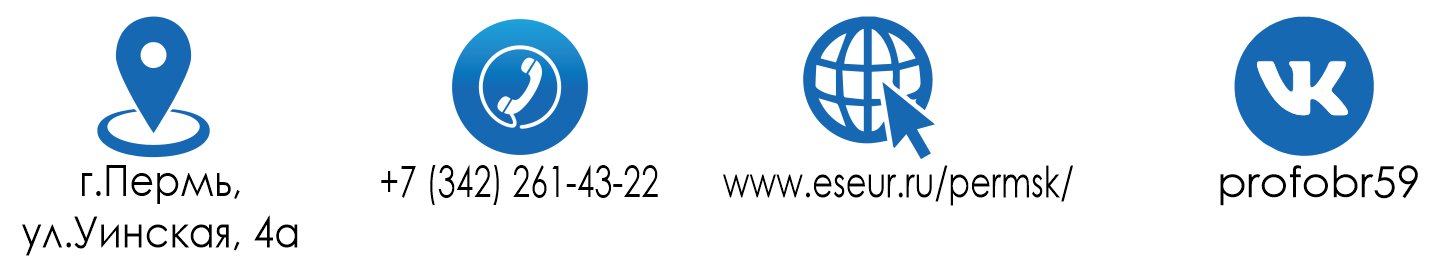 г.Пермь,
ул.Уинская, 4а
+7 (342) 261-43-22
www.eseur.ru/permsk/
profobr59